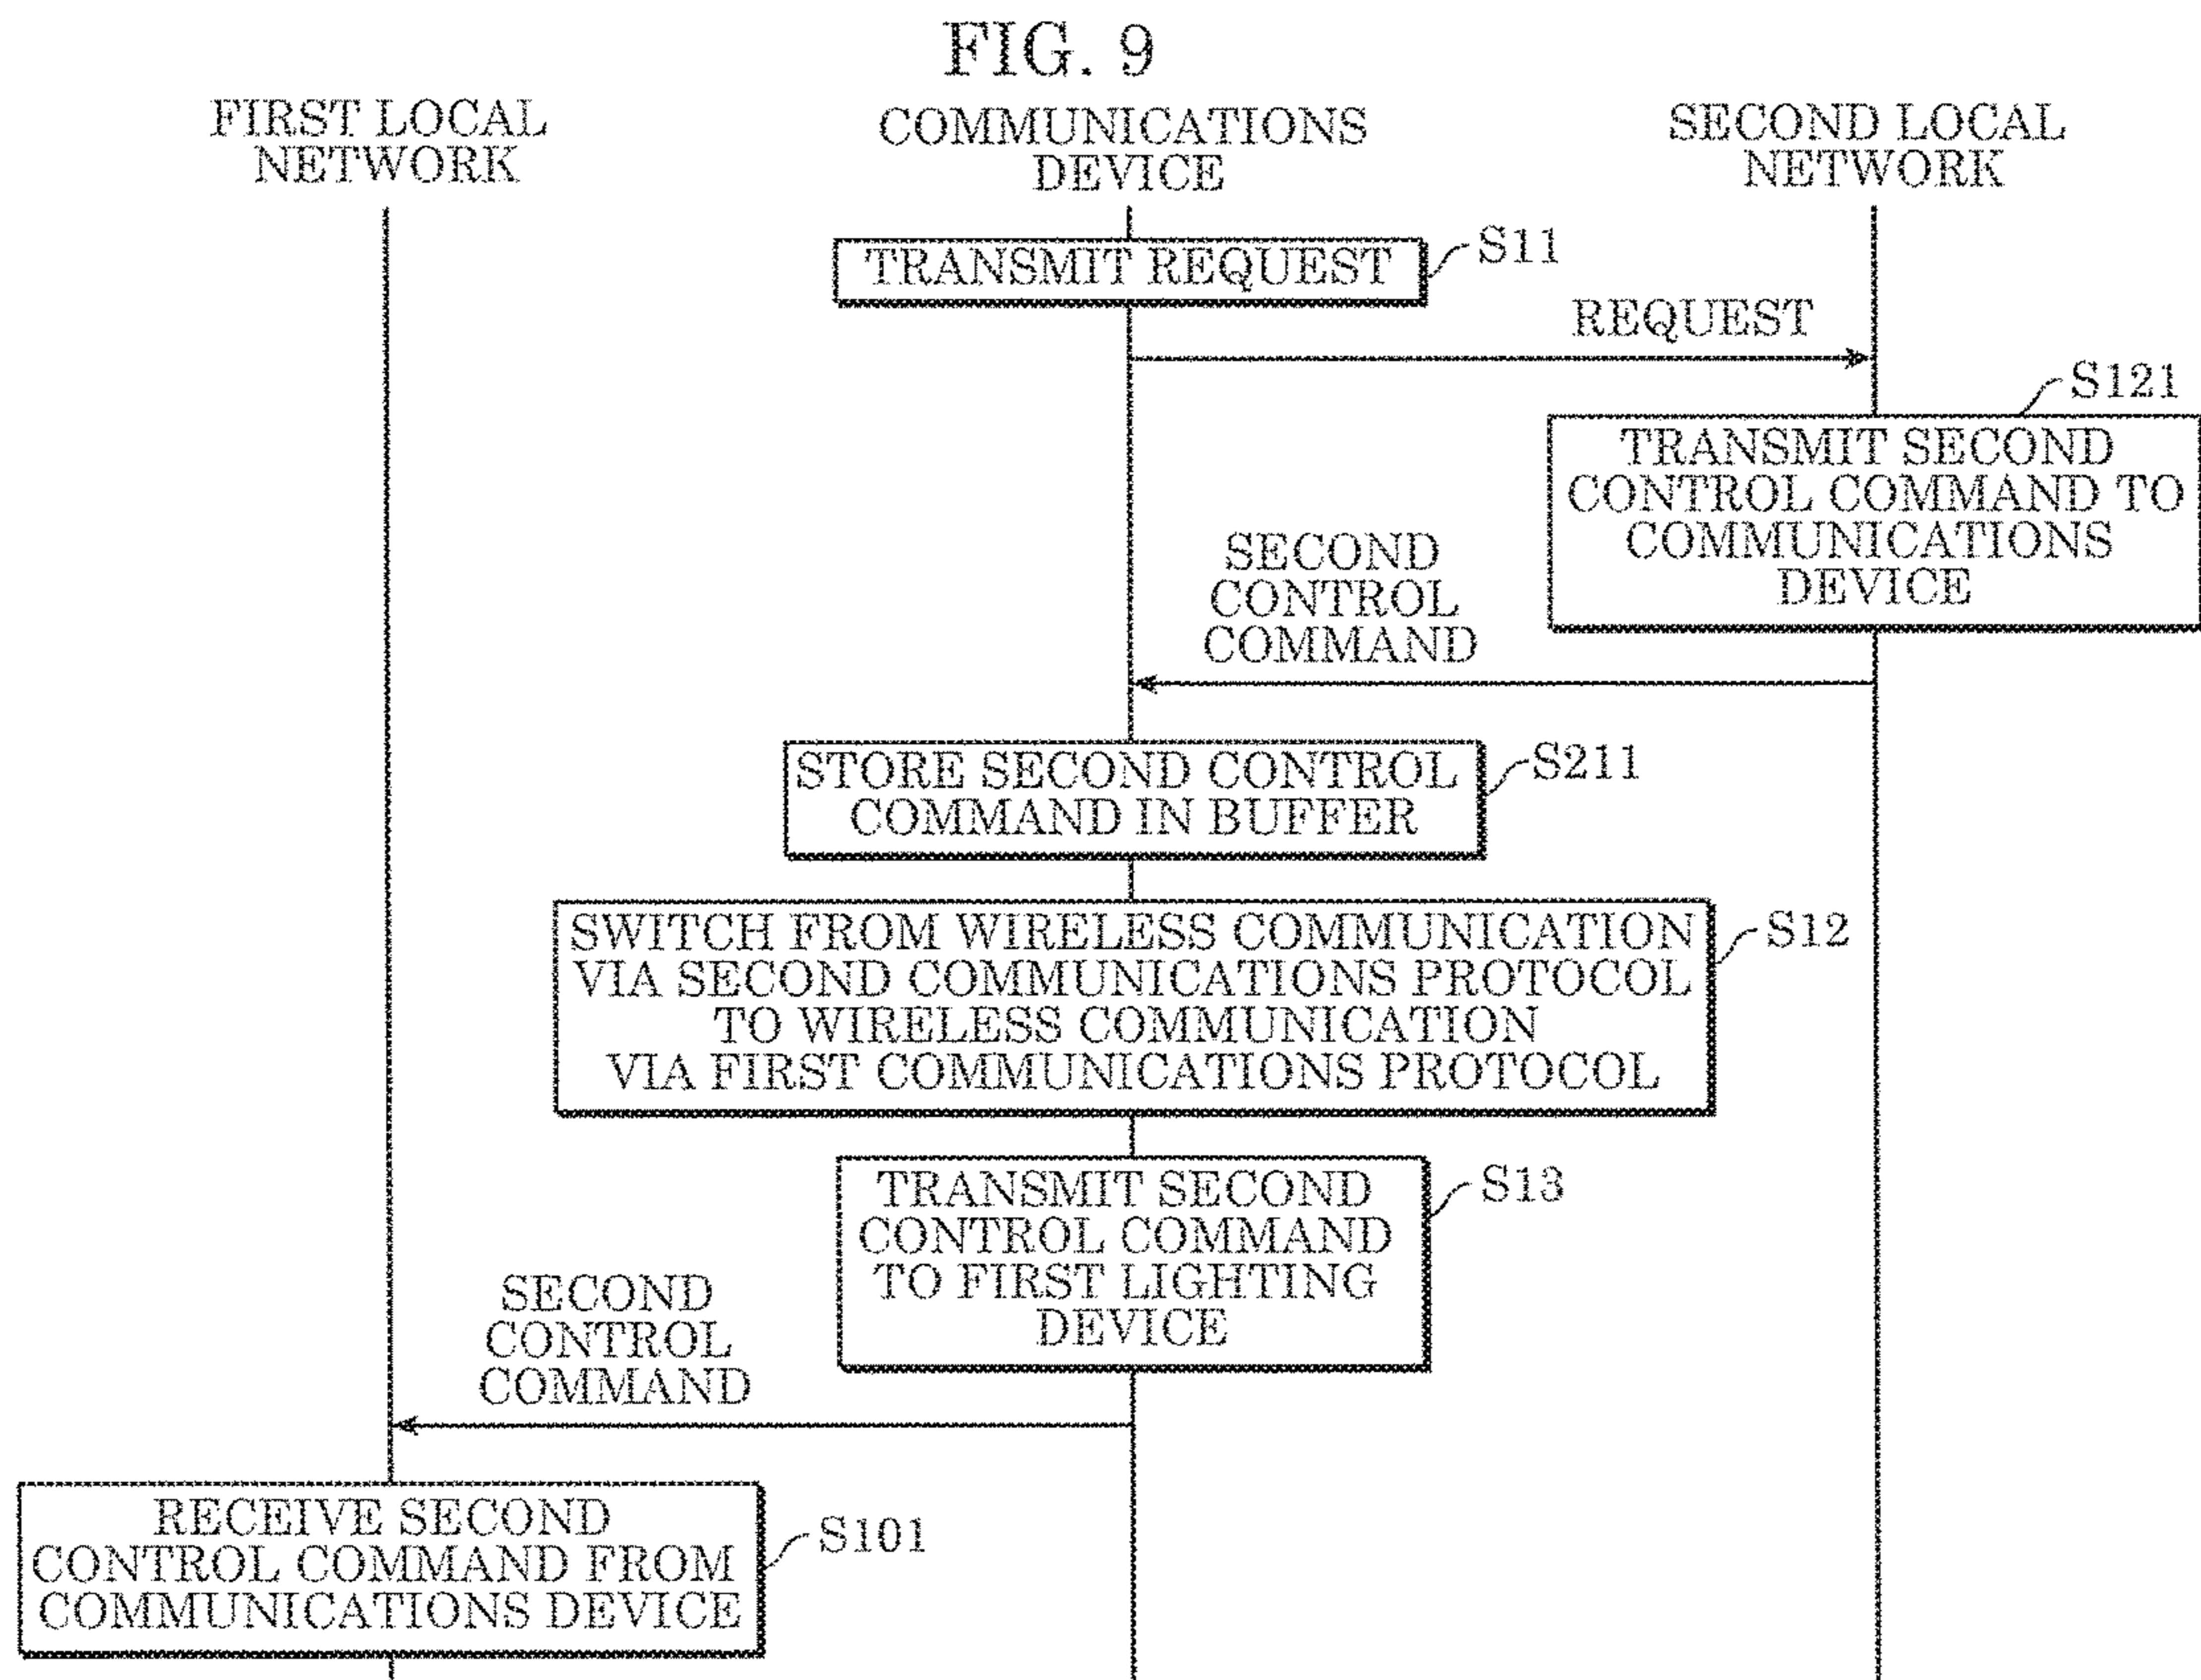 FIG. 9
FIRST LOCAL
NETWORK
COMMUNICATIONS
DEVICE
SECOND LOCAL
NETWORK
TRANSMIT REQUEST
S11
REQUEST
S121
TRANSMIT SECOND
CONTROL COMMAND TO
COMMUNICATIONS
DEVICE
SECOND
CONTROL
COMMAND
STORE SECOND CONTROL
COMMAND IN BUFFER
S211
SWITCH FROM WIRELESS COMMUNICATION
VIA SECOND COMMUNICATIONS PROTOCOL
TO WIRELESS COMMUNICATION
VIA FIRST COMMUNICATIONS PROTOCOL
S12
TRANSMIT SECOND
CONTROL COMMAND
TO FIRST LIGHTING
DEVICE
S13
SECOND
CONTROL
COMMAND
RECEIVE SECOND
CONTROL COMMAND FROM
COMMUNICATIONS DEVICE
S101